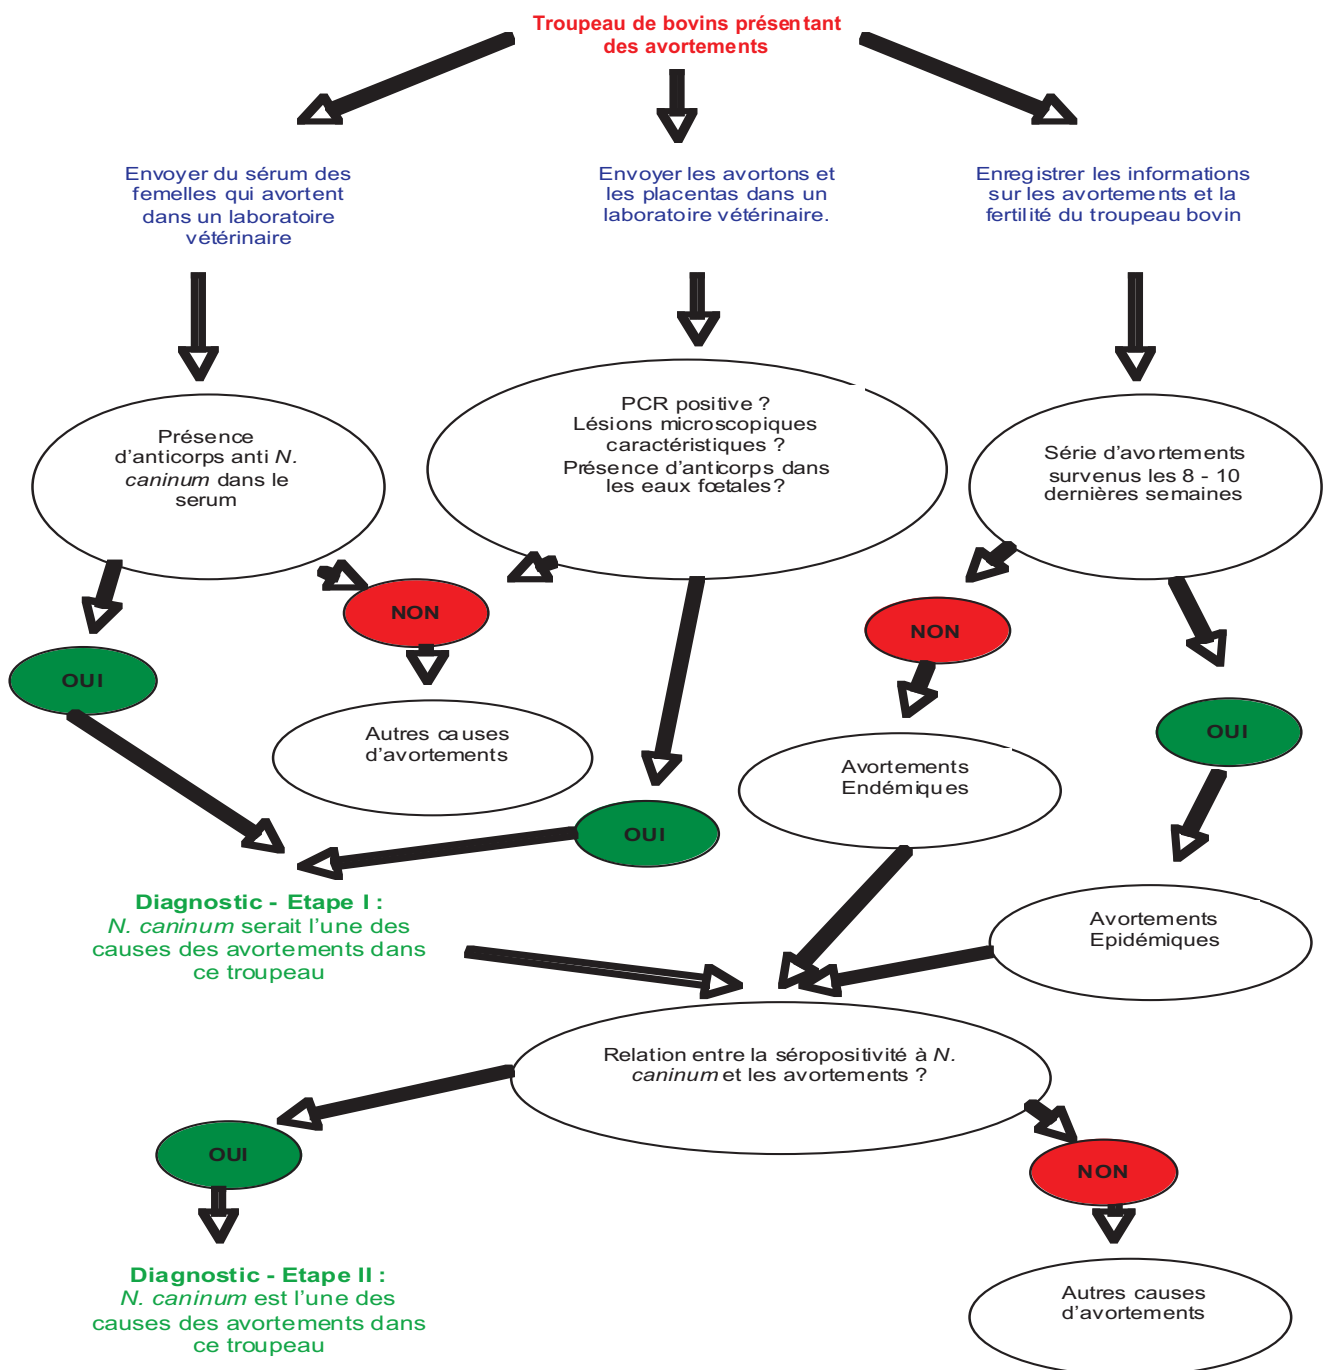 Troupeau de bovins présentant
des avortements
Envoyer du sérum des
femelles qui avortent
dans un laboratoire
vétérinaire
Envoyer les avortons et
les placentas dans un
laboratoire vétérinaire.
Enregistrer les informations
sur les avortements et la
fertilité du troupeau bovin
Présence
d'anticorps anti N.
caninum dans le
serum
PCR positive ?
Lésions microscopiques
caractéristiques ?
Présence d'anticorps dans
les eaux fœtales?
Série d'avortements
survenus les 8 - 10
dernières semaines
NON
NON
OUI
OUI
Autres causes
d'avortements
Avortements
Endémiques
OUI
Diagnostic - Etape I :
N. caninum serait l'une des
causes des avortements dans
ce troupeau
Avortements
Epidémiques
Relation entre la séropositivité à N.
caninum et les avortements ?
OUI
NON
Diagnostic - Etape II :
N. caninum est l'une des
causes des avortements dans
ce troupeau
Autres causes
d'avortements